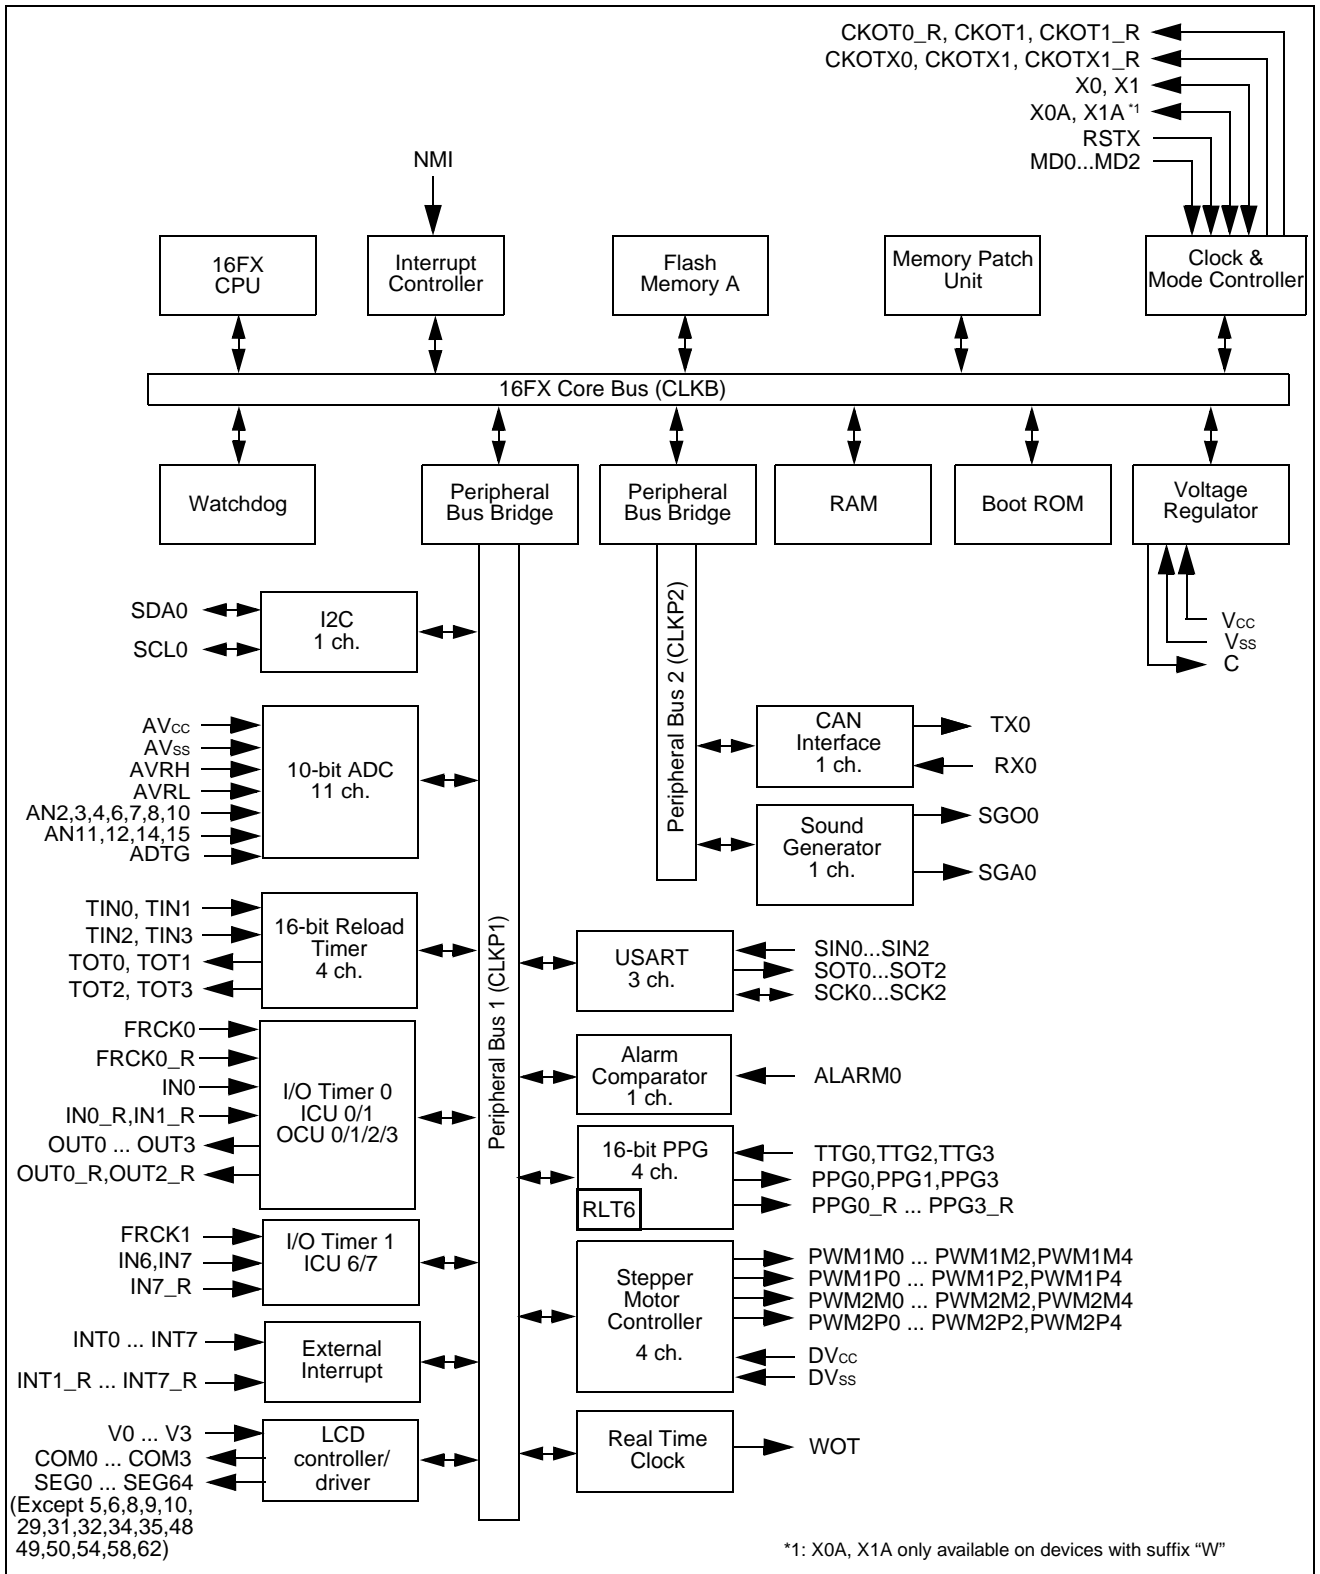 CKOT0_R, CKOT1, CKOT1_R
CKOTX0, CKOTX1, CKOTX1_R
X0, X1
X0A, X1A *1
RSTX
MD0...MD2
NMI
16FX
CPU
Interrupt
Controller
Flash
Memory A
Memory Patch
Unit
Clock &
Mode Controller
16FX Core Bus (CLKB)
Watchdog
Peripheral
Bus Bridge
Peripheral
Bus Bridge
RAM
Boot ROM
Voltage
Regulator
Vcc
Vss
C
Peripheral Bus 1 (CLKP1)
Peripheral Bus 2 (CLKP2)
SDA0
SCL0
I2C
1 ch.
AVcc
AVss
AVRH
AVRL
AN2,3,4,6,7,8,10
AN11,12,14,15
ADTG
10-bit ADC
11 ch.
TIN0, TIN1
TIN2, TIN3
TOT0, TOT1
TOT2, TOT3
16-bit Reload
Timer
4 ch.
FRCK0
FRCK0_R
IN0
IN0_R,IN1_R
OUT0 ... OUT3
OUT0_R,OUT2_R
I/O Timer 0
ICU 0/1
OCU 0/1/2/3
FRCK1
IN6,IN7
IN7_R
I/O Timer 1
ICU 6/7
INT0 ... INT7
INT1_R ... INT7_R
External
Interrupt
V0 ... V3
COM0 ... COM3
SEG0 ... SEG64
(Except 5,6,8,9,10,
29,31,32,34,35,48
49,50,54,58,62)
LCD
controller/
driver
CAN
Interface
1 ch.
TX0
RX0
Sound
Generator
1 ch.
SGO0
SGA0
USART
3 ch.
SIN0...SIN2
SOT0...SOT2
SCK0...SCK2
Alarm
Comparator
1 ch.
ALARM0
16-bit PPG
4 ch.
RLT6
TTG0,TTG2,TTG3
PPG0,PPG1,PPG3
PPG0_R ... PPG3_R
Stepper
Motor
Controller
4 ch.
PWM1M0 ... PWM1M2,PWM1M4
PWM1P0 ... PWM1P2,PWM1P4
PWM2M0 ... PWM2M2,PWM2M4
PWM2P0 ... PWM2P2,PWM2P4
DVcc
DVss
Real Time
Clock
WOT
*1: X0A, X1A only available on devices with suffix “W”